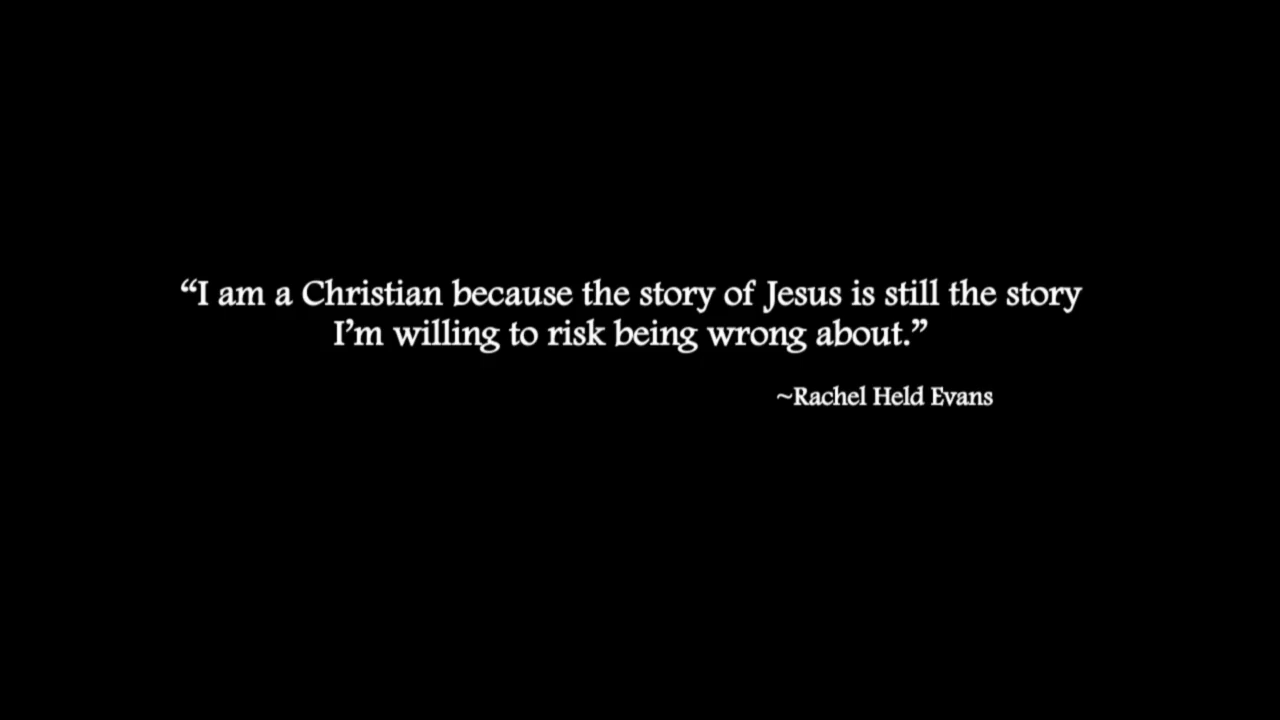 “I am a Christian because the story of Jesus is still the story
I’m willing to risk being wrong about.”
~Rachel Held Evans